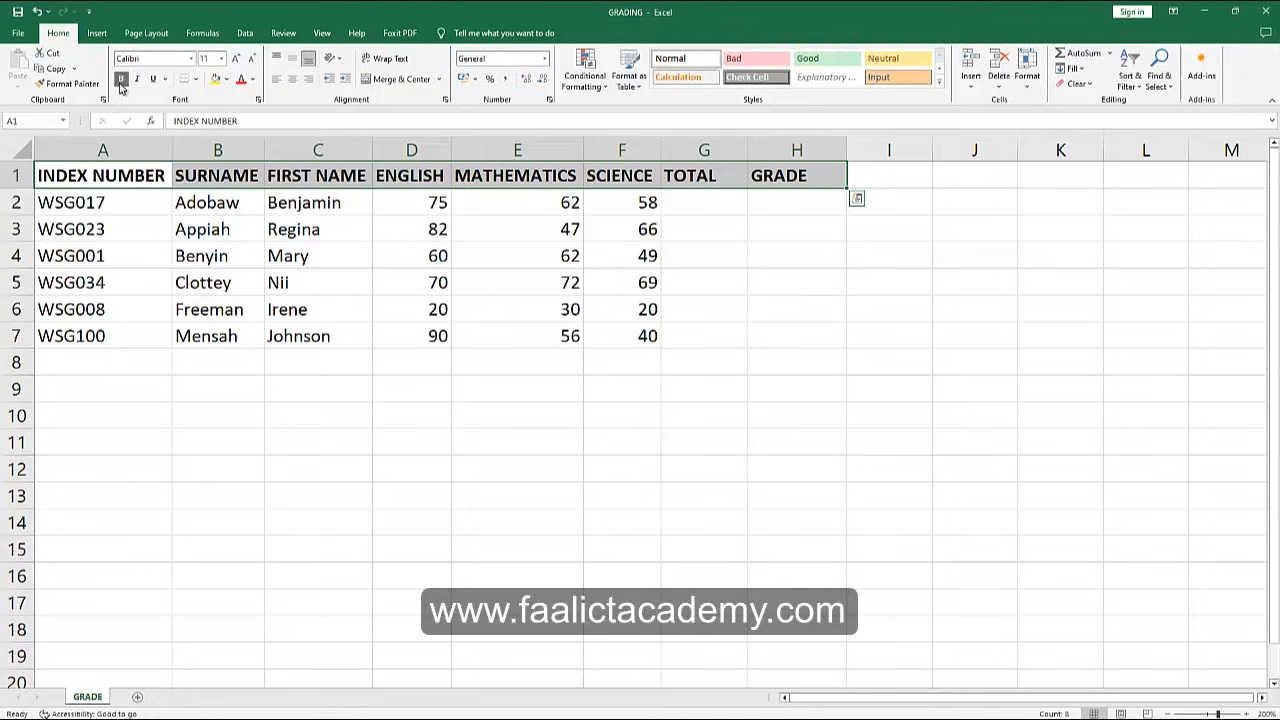 GRADING - Excel
Sign in
File Home Insert Page Layout Formulas Data Review View Help Foxit PDF Tell me what you want to do
Paste
Cut
Copy
Format Painter
Clipboard
Calibri 11
B I U
Font
Wrap Text
Merge & Center
Alignment
General
Number
Conditional Formatting
Format as Table
Normal Bad Good Neutral
Calculation Check Cell Explanatory ... Input
Styles
Insert Delete Format
Cells
AutoSum
Fill
Clear
Sort & Filter
Find & Select
Editing
Add-ins
Add-ins
A1 fx INDEX NUMBER
A B C D E F G H I J K L M
1 INDEX NUMBER SURNAME FIRST NAME ENGLISH MATHEMATICS SCIENCE TOTAL GRADE
2 WSG017 Adobaw Benjamin 75 62 58
3 WSG023 Appiah Regina 82 47 66
4 WSG001 Benyin Mary 60 62 49
5 WSG034 Clottey Nii 70 72 69
6 WSG008 Freeman Irene 20 30 20
7 WSG100 Mensah Johnson 90 56 40
8
9
10
11
12
13
14
15
16
17
18
19
20
www.faalictacademy.com
GRADE
Ready Accessibility: Good to go Count: 8 200%